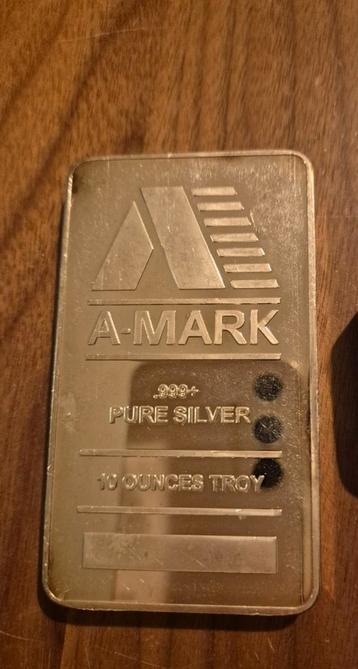 A-MARK
.999+
PURE SILVER
10 OUNCES TROY